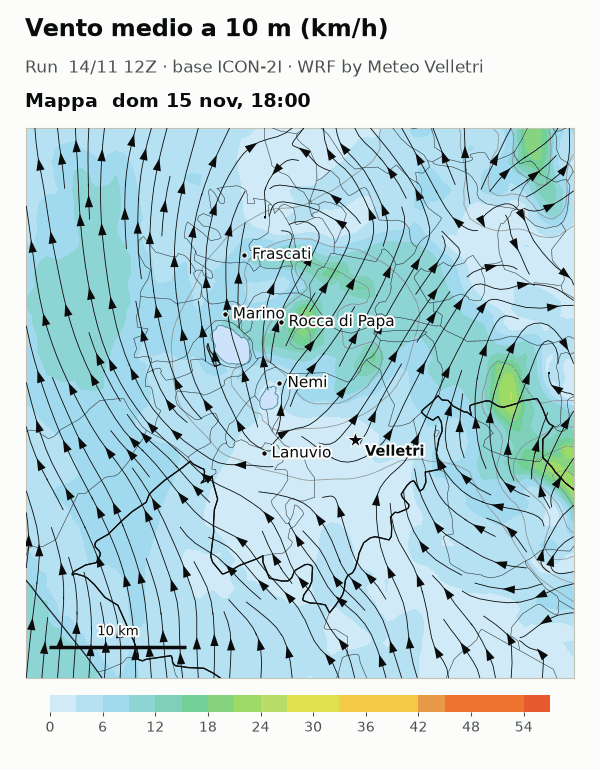 Vento medio a 10 m (km/h)
Run  14/11 12Z · base ICON-2I · WRF by Meteo Velletri
Mappa  dom 15 nov, 18:00
Frascati
Marino
Rocca di Papa
Nemi
Velletri
Lanuvio
10 km
0 6 12 18 24 30 36 42 48 54